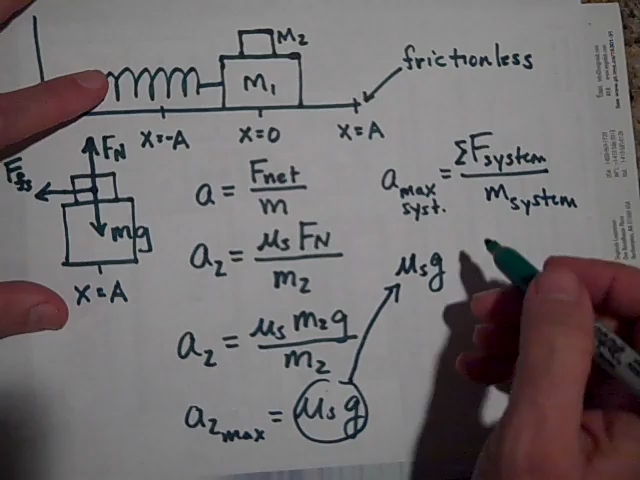 M₂
M₁
frictionless
x=-A
x=0
x=A
F_N
F_fs
mg
x=A
a = F_net / m
a₂ = μ_s F_N / m₂
a₂ = μ_s m₂g / m₂
a₂max = μ_s g
a_max syst. = ΣF_system / m_system
μ_s g